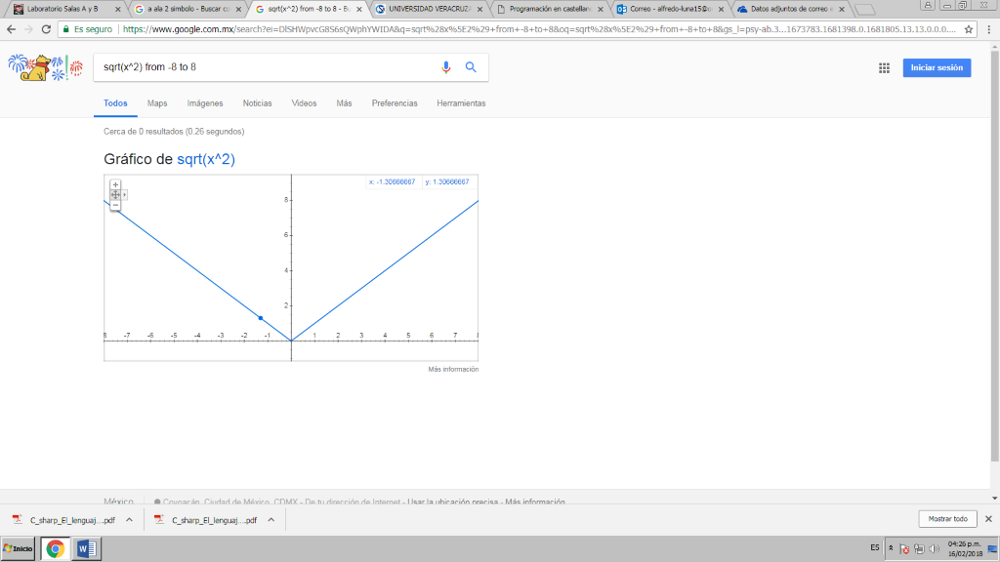 Laboratorio Salas A y B
a ala 2 simbolo - Buscar co
sqrt(x^2) from -8 to 8 - Bu
UNIVERSIDAD VERACRUZA
Programación en castellano
Correo - alfredo-luna15@o
Datos adjuntos de correo e
Es seguro
https://www.google.com.mx/search?ei=DlSHWpvcG8S6sQWphYWIDA&q=sqrt%28x%5E2%29+from+-8+to+8&oq=sqrt%28x%5E2%29+from+-8+to+8&gs_l=psy-ab.3...1673783.1681398.0.1681805.13.13.0.0.0....
sqrt(x^2) from -8 to 8
Iniciar sesión
Todos Maps Imágenes Noticias Videos Más Preferencias Herramientas
Cerca de 0 resultados (0.26 segundos)
Gráfico de sqrt(x^2)
x: -1.30666667 y: 1.30666667
8
6
4
2
-7 -6 -5 -4 -3 -2 -1 1 2 3 4 5 6 7
Más información
México
Coyoacán, Ciudad de México, CDMX - De tu dirección de Internet - Usar la ubicación precisa - Más información
C_sharp_El_lenguaj....pdf
C_sharp_El_lenguaj....pdf
Mostrar todo
Inicio
ES
04:26 p.m.
16/02/2018